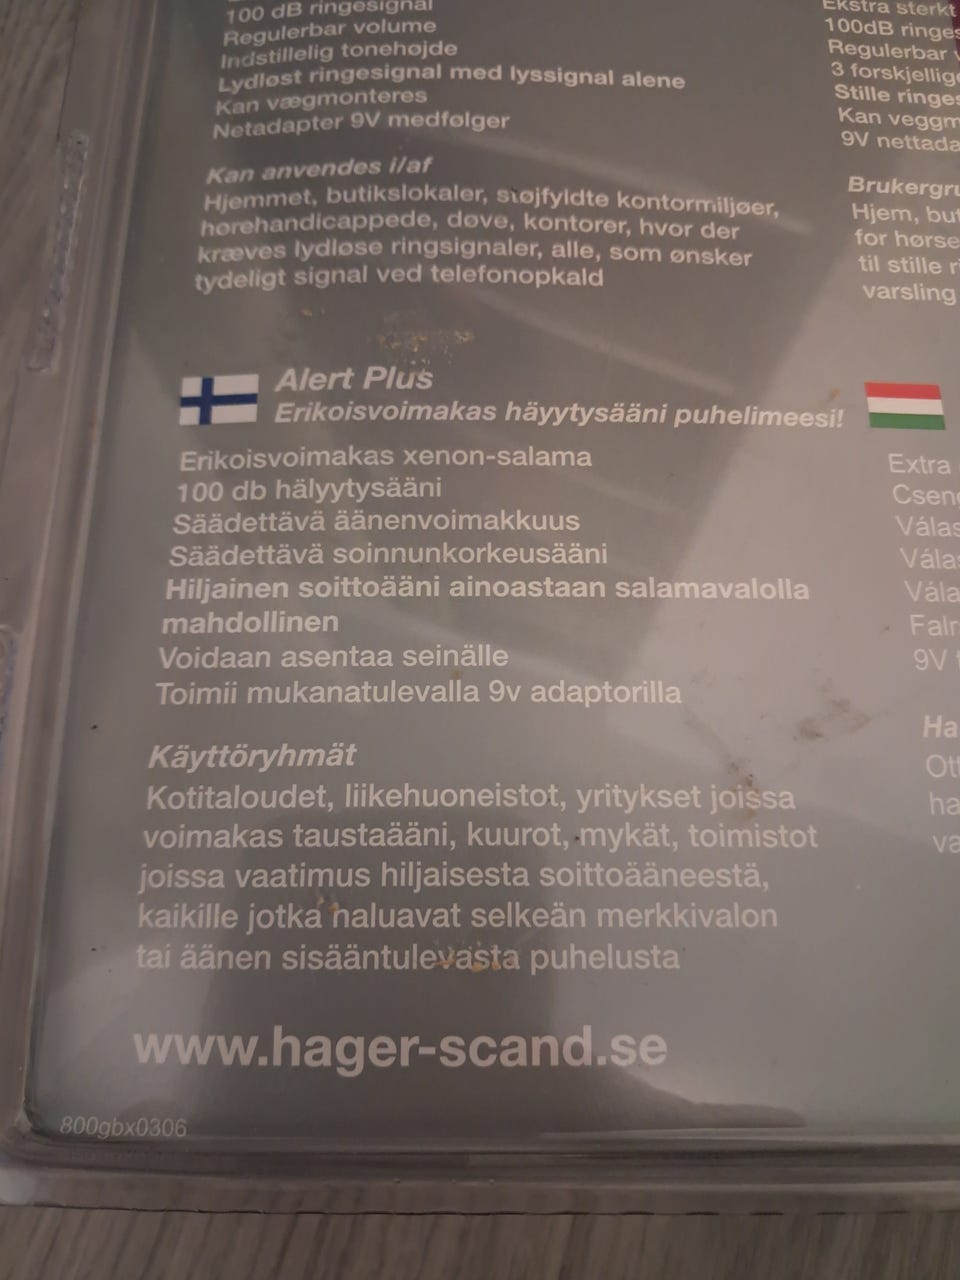 100 dB ringesignal
Regulerbar volume
Indstillelig tonehøjde
Lydløst ringesignal med lyssignal alene
Kan vægmonteres
Netadapter 9V medfølger
Kan anvendes i/af
Hjemmet, butikslokaler, støjfyldte kontormiljøer,
hørehandicappede, døve, kontorer, hvor der
kræves lydløse ringsignaler, alle, som ønsker
tydeligt signal ved telefonopkald
Ekstra sterkt
100dB ringes
Regulerbar
3 forskjellige
Stille ringes
Kan veggm
9V nettada
Brukergru
Hjem, but
for hørse
til stille r
varsling
Alert Plus
Erikoisvoimakas häyytysääni puhelimeesi!
Erikoisvoimakas xenon-salama
100 db hälyytysääni
Säädettävä äänenvoimakkuus
Säädettävä soinnunkorkeusääni
Hiljainen soittoääni ainoastaan salamavalolla
mahdollinen
Voidaan asentaa seinälle
Toimii mukanatulevalla 9v adaptorilla
Käyttöryhmät
Kotitaloudet, liikehuoneistot, yritykset joissa
voimakas taustaääni, kuurot, mykät, toimistot
joissa vaatimus hiljaisesta soittoääneestä,
kaikille jotka haluavat selkeän merkkivalon
tai äänen sisääntulevasta puhelusta
Extra
Csend
Válas
Válas
Vála
Falr
9V
Ha
Ott
ha
va
www.hager-scand.se
800gbx0306